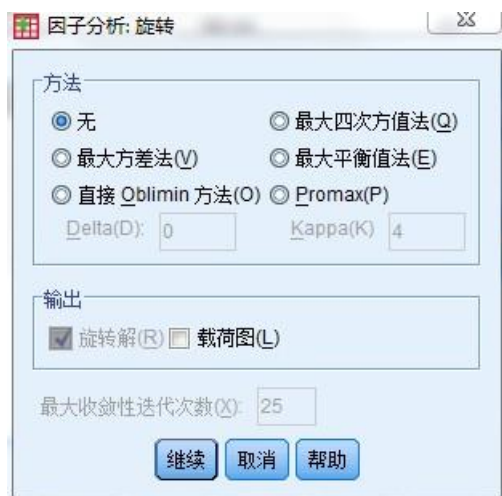 因子分析: 旋转
方法
无 最大四次方值法(Q)
最大方差法(V) 最大平衡值法(E)
直接 Oblimin 方法(O) Promax(P)
Delta(D): 0 Kappa(K) 4
输出
旋转解(R) 载荷图(L)
最大收敛性迭代次数(X): 25
继续 取消 帮助